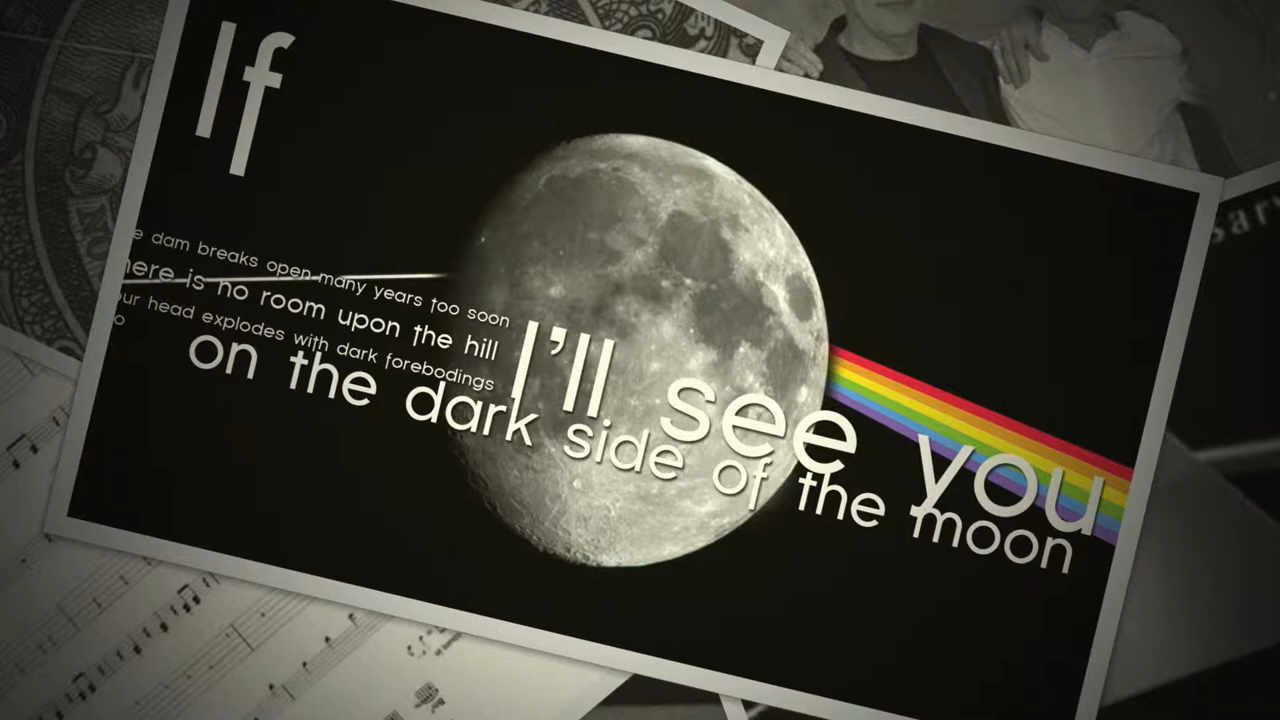 If
e dam breaks open many years too soon
here is no room upon the hill
our head explodes with dark forebodings
o
I'll see you
on the dark side of the moon